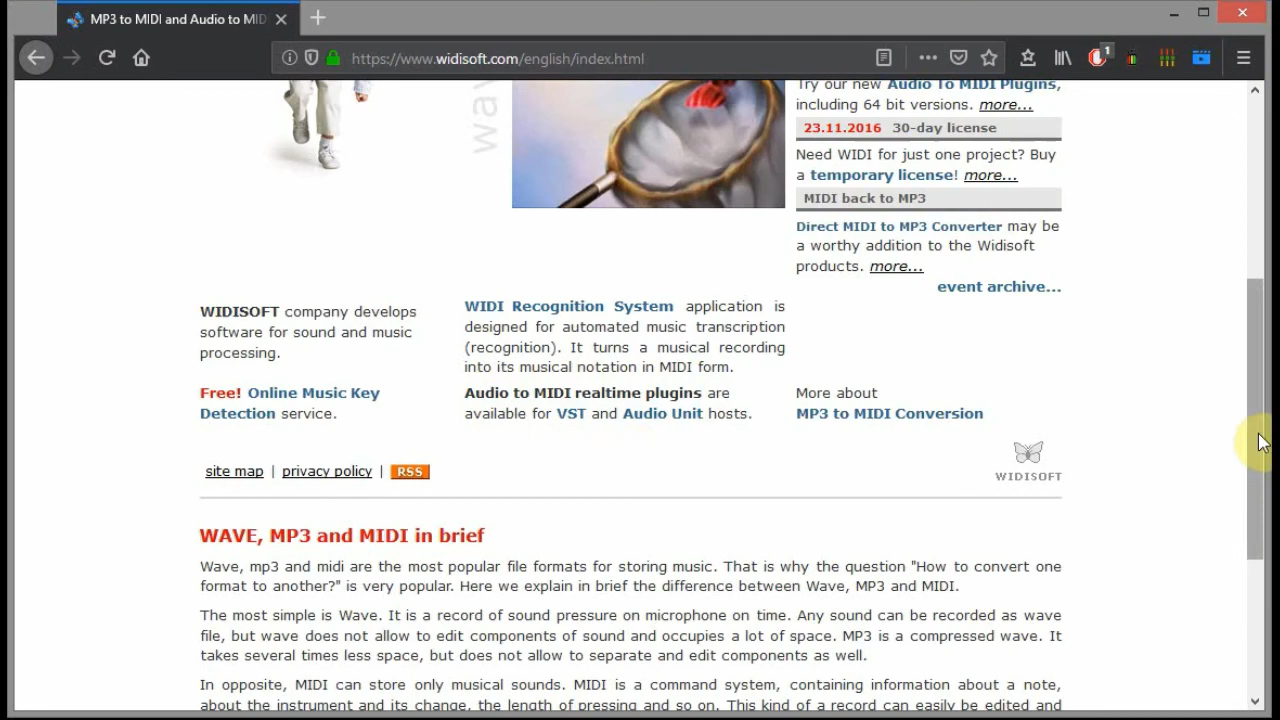 MP3 to MIDI and Audio to MID
https://www.widisoft.com/english/index.html
1
wav
Try our new Audio To MIDI Plugins,
including 64 bit versions. more...
23.11.2016 30-day license
Need WIDI for just one project? Buy
a temporary license! more...
MIDI back to MP3
Direct MIDI to MP3 Converter may be
a worthy addition to the Widisoft
products. more...
event archive...
WIDISOFT company develops
software for sound and music
processing.
WIDI Recognition System application is
designed for automated music transcription
(recognition). It turns a musical recording
into its musical notation in MIDI form.
Free! Online Music Key
Detection service.
Audio to MIDI realtime plugins are
available for VST and Audio Unit hosts.
More about
MP3 to MIDI Conversion
site map | privacy policy | RSS
WIDISOFT
WAVE, MP3 and MIDI in brief
Wave, mp3 and midi are the most popular file formats for storing music. That is why the question "How to convert one
format to another?" is very popular. Here we explain in brief the difference between Wave, MP3 and MIDI.
The most simple is Wave. It is a record of sound pressure on microphone on time. Any sound can be recorded as wave
file, but wave does not allow to edit components of sound and occupies a lot of space. MP3 is a compressed wave. It
takes several times less space, but does not allow to separate and edit components as well.
In opposite, MIDI can store only musical sounds. MIDI is a command system, containing information about a note,
about the instrument and its change, the length of pressing and so on. This kind of a record can easily be edited and